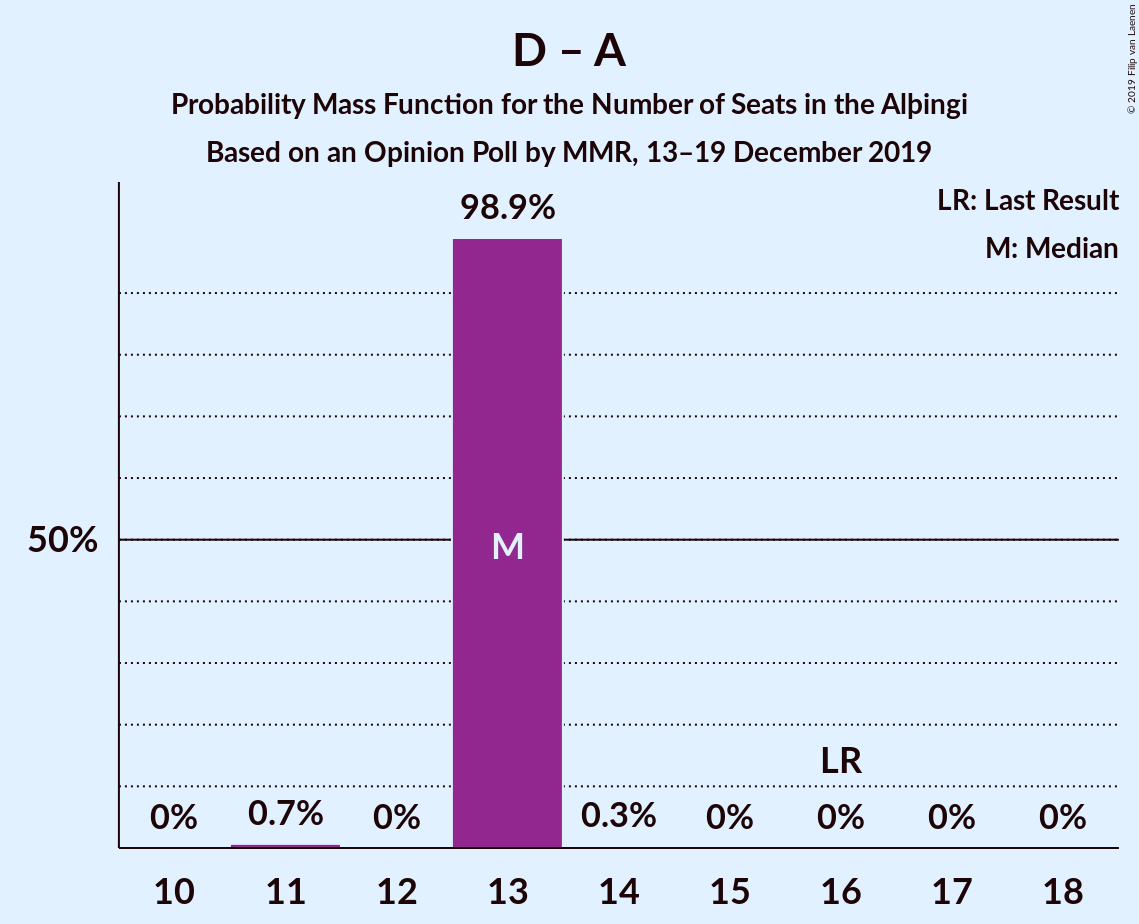 D – A
Probability Mass Function for the Number of Seats in the Alþingi
Based on an Opinion Poll by MMR, 13–19 December 2019
© 2019 Filip van Laenen
LR: Last Result
M: Median
98.9%
50%
M
LR
0% 0.7% 0% 0.3% 0% 0% 0% 0%
10 11 12 13 14 15 16 17 18